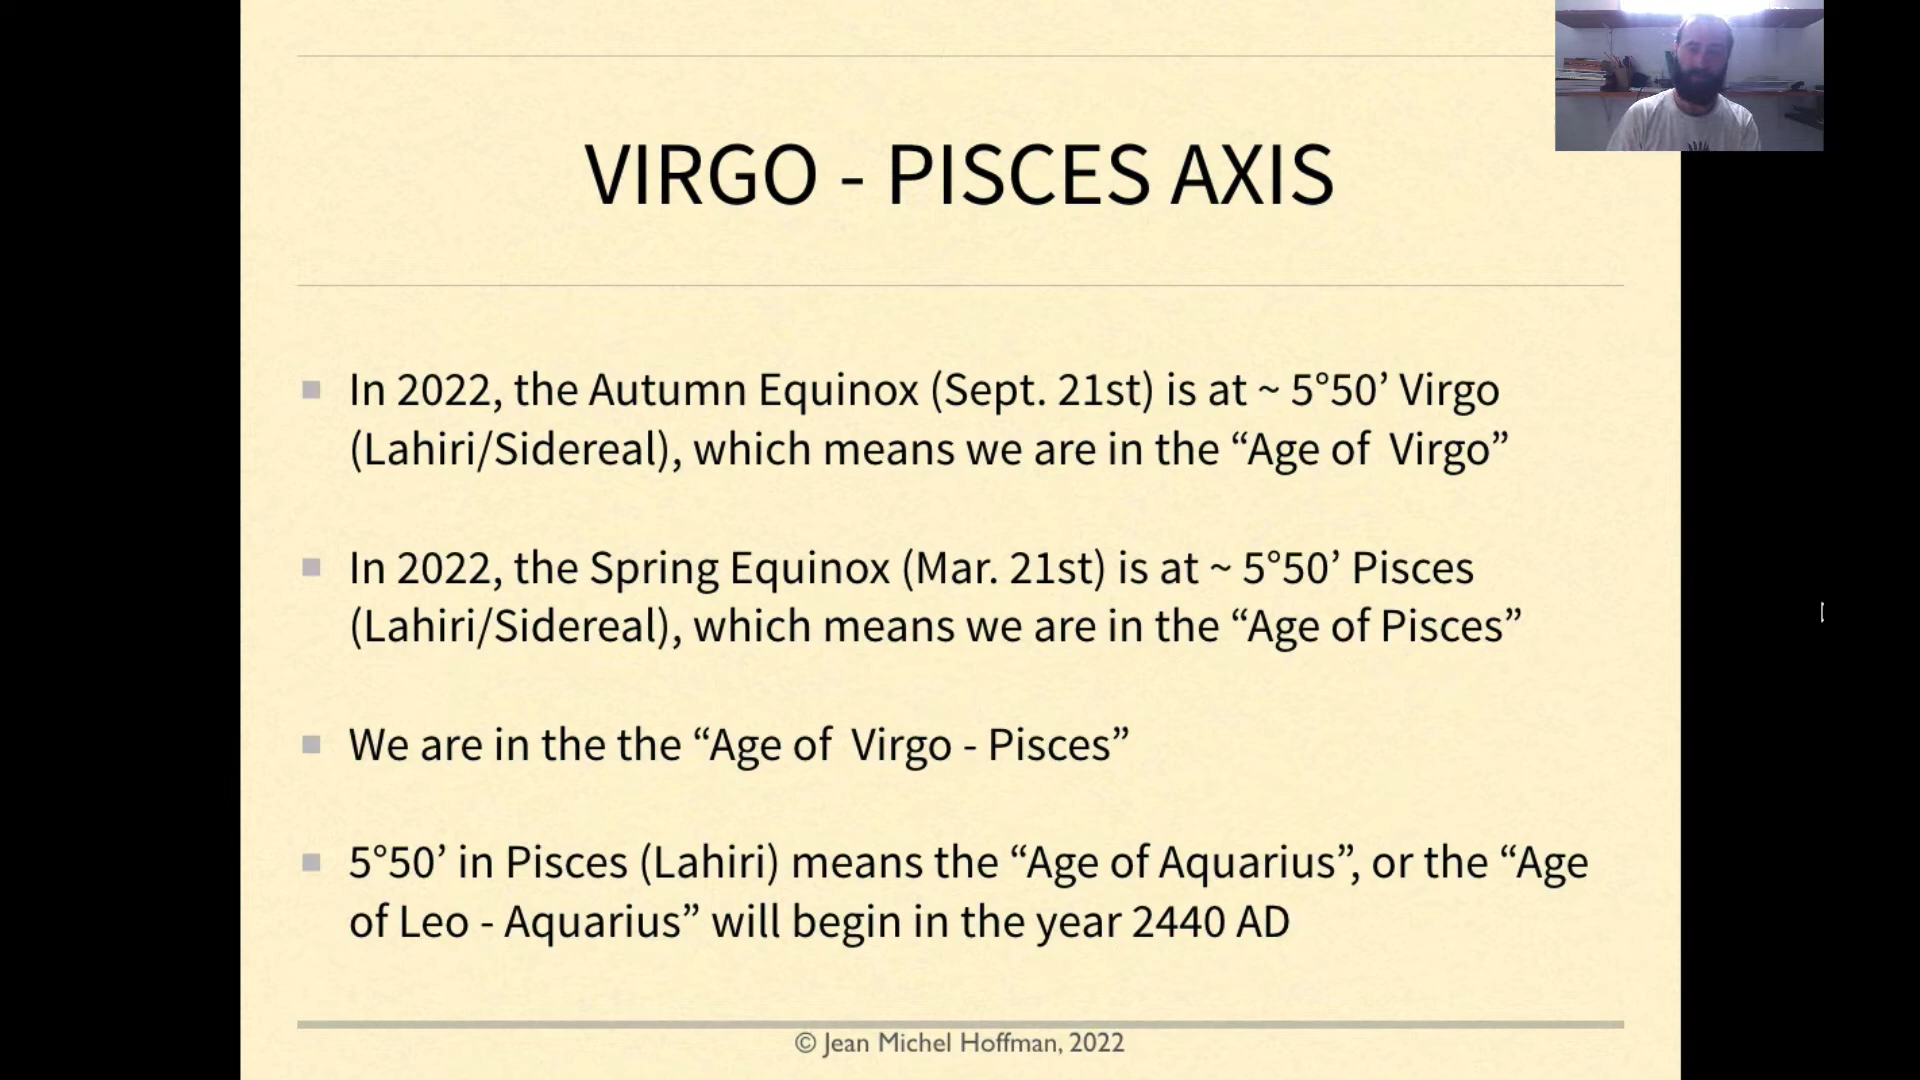 VIRGO - PISCES AXIS
In 2022, the Autumn Equinox (Sept. 21st) is at ~ 5°50’ Virgo
(Lahiri/Sidereal), which means we are in the “Age of  Virgo”
In 2022, the Spring Equinox (Mar. 21st) is at ~ 5°50’ Pisces
(Lahiri/Sidereal), which means we are in the “Age of Pisces”
We are in the the “Age of  Virgo - Pisces”
5°50’ in Pisces (Lahiri) means the “Age of Aquarius”, or the “Age
of Leo - Aquarius” will begin in the year 2440 AD
© Jean Michel Hoffman, 2022